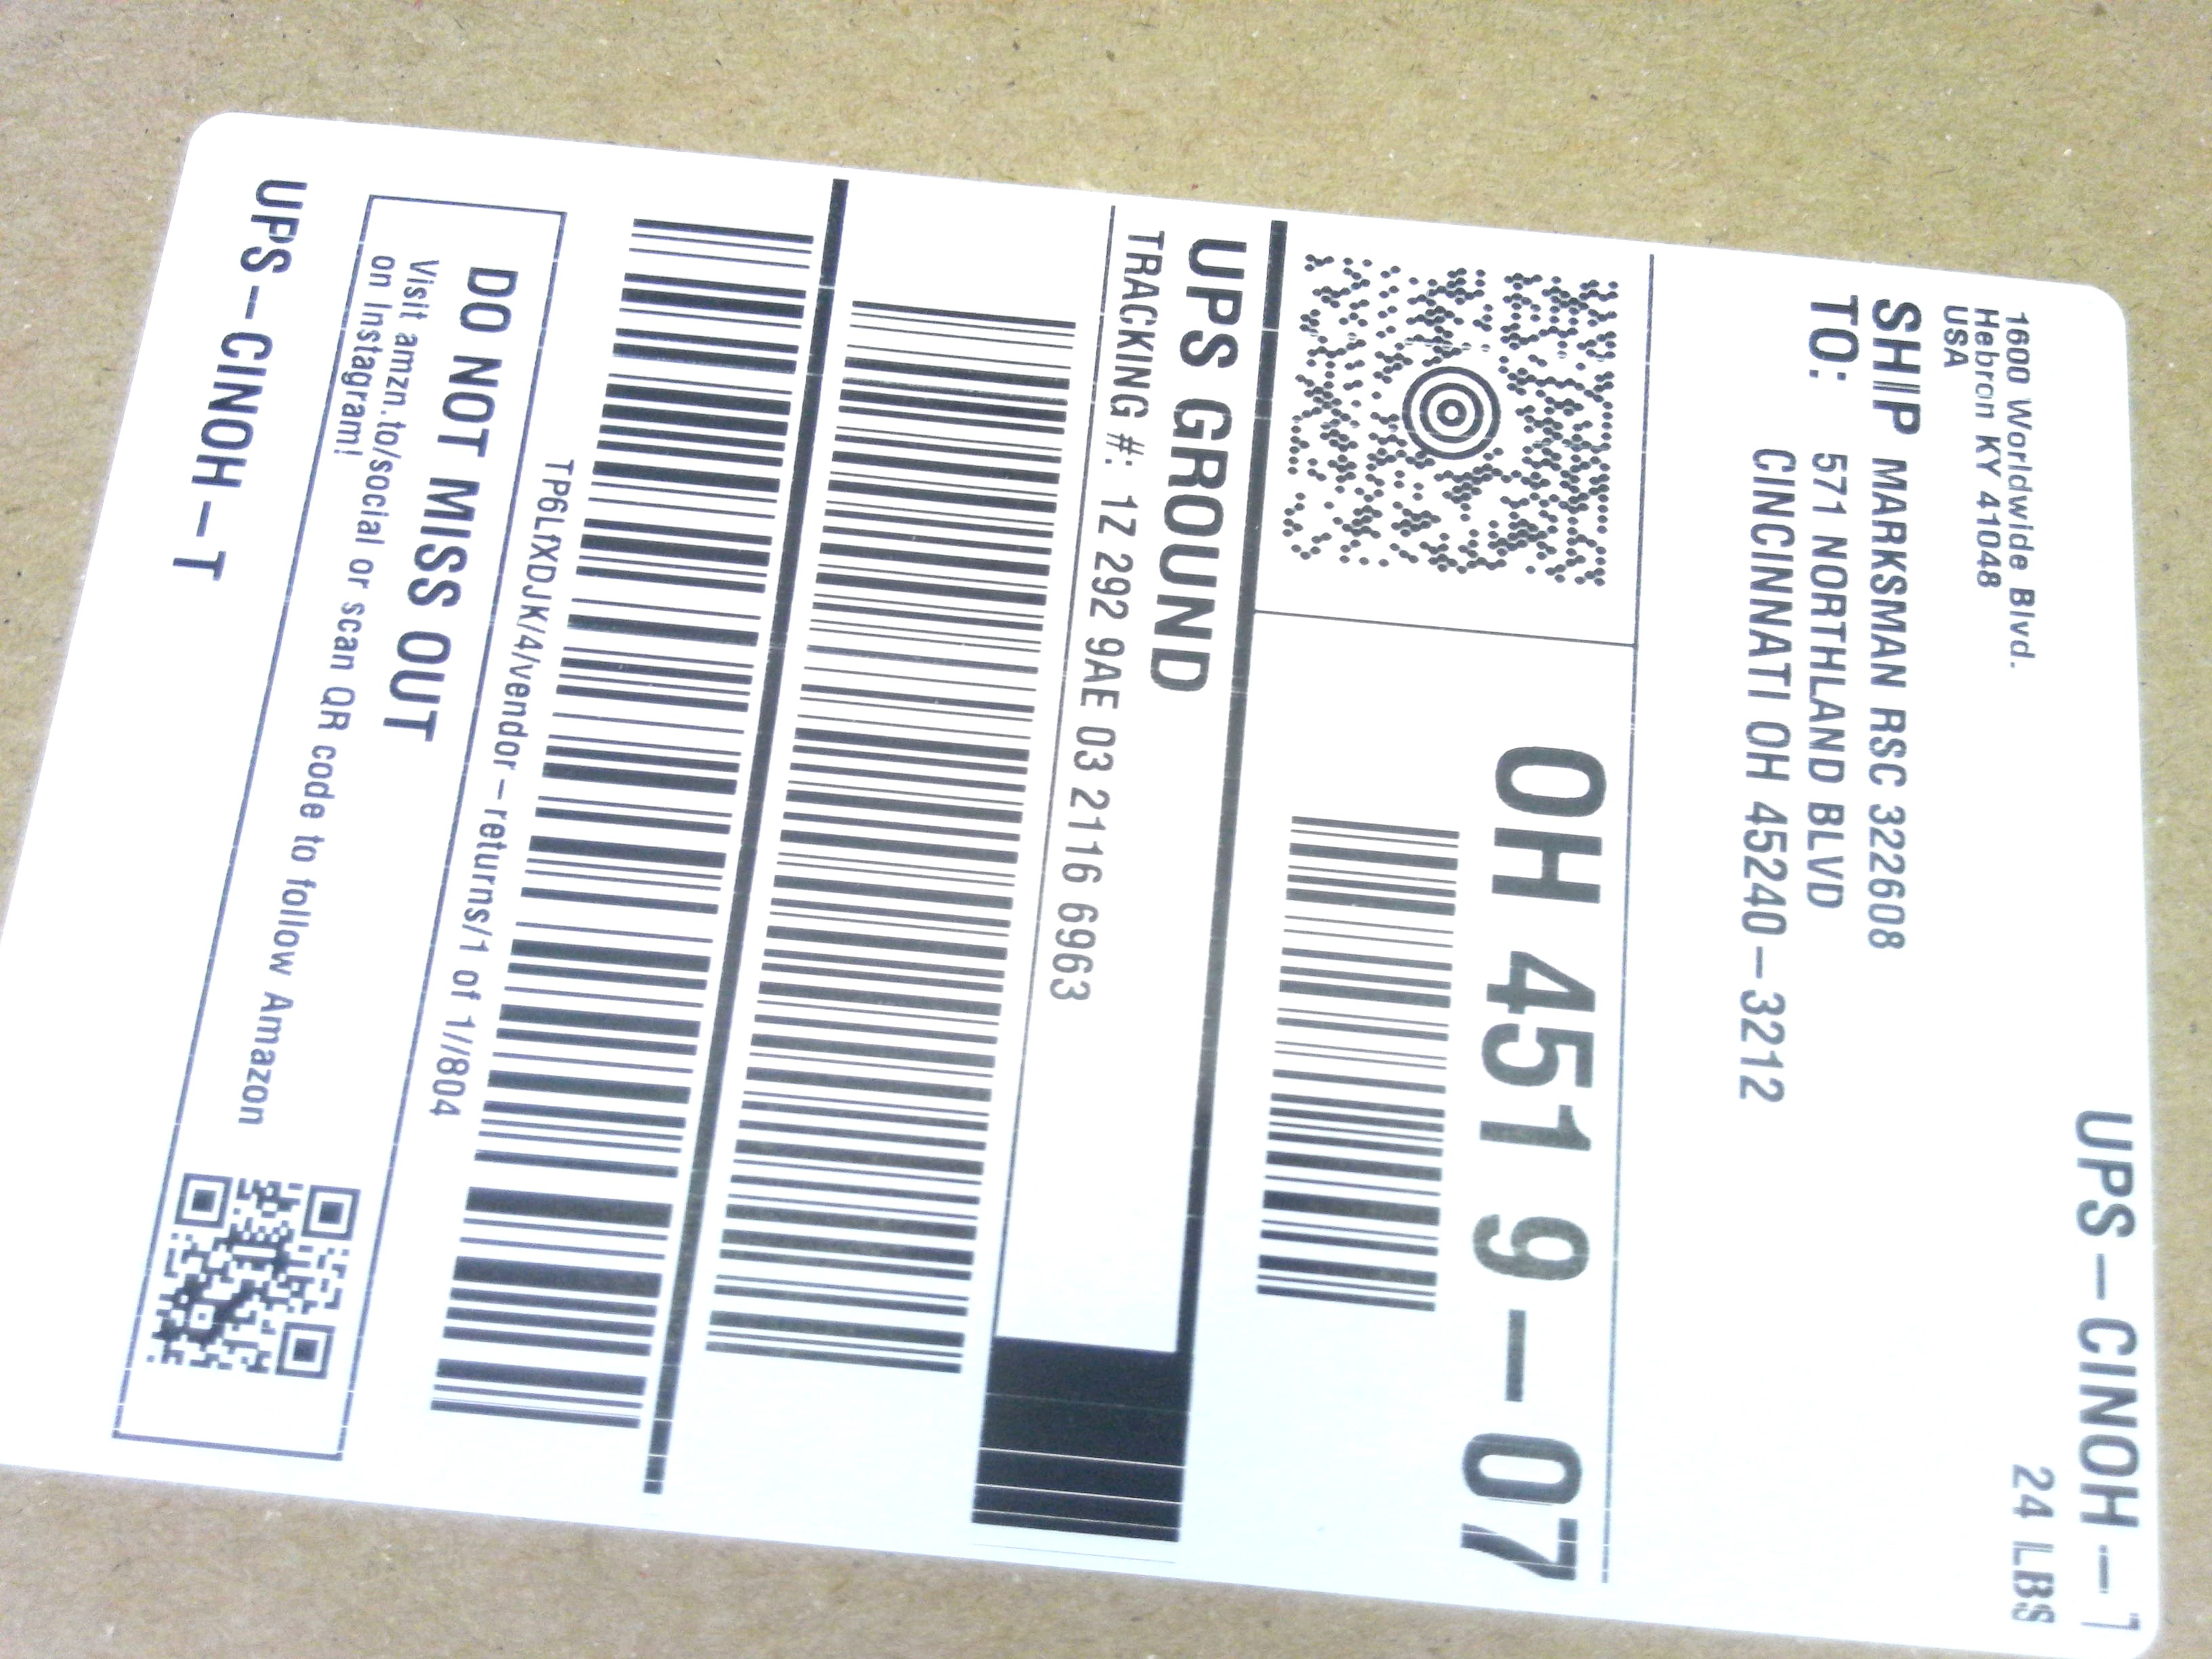 UPS-CINOH-T
24 LBS
1600 Worldwide Blvd.
Hebron KY 41048
USA
SHIP MARKSMAN RSC 322608
TO: 571 NORTHLAND BLVD
CINCINNATI OH 45240-3212
OH 451 9-07
UPS GROUND
TRACKING #: 1Z 292 9AE 03 2116 6963
TP6LfXDJK/4/vendor-returns/1 of 1//804
DO NOT MISS OUT
Visit amzn.to/social or scan QR code to follow Amazon
on Instagram!
UPS-CINOH-T